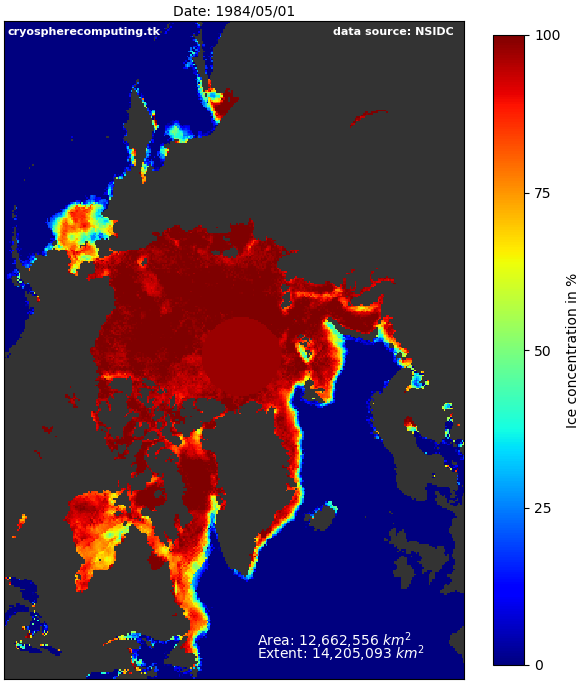 Date: 1984/05/01
cryospherecomputing.tk
data source: NSIDC
100
75
50
25
0
Ice concentration in %
Area: 12,662,556 km²
Extent: 14,205,093 km²